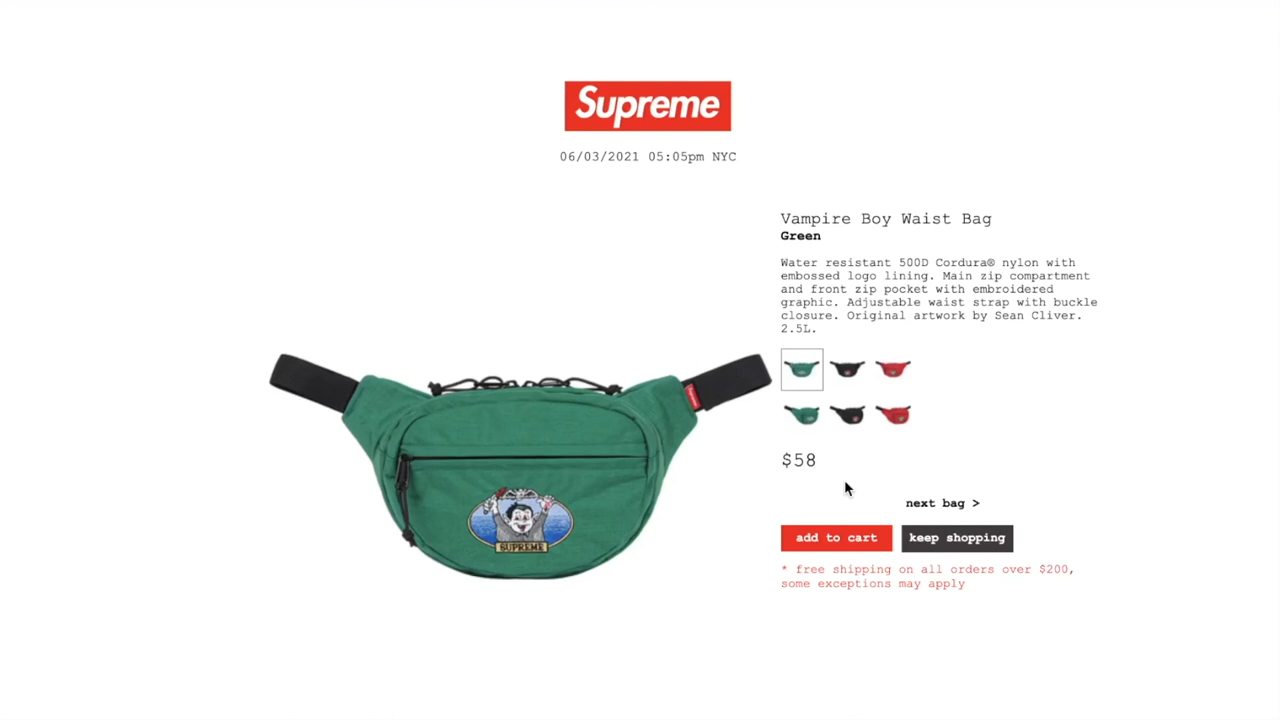 Supreme
06/03/2021 05:05pm NYC
Vampire Boy Waist Bag
Green
Water resistant 500D Cordura® nylon with
embossed logo lining. Main zip compartment
and front zip pocket with embroidered
graphic. Adjustable waist strap with buckle
closure. Original artwork by Sean Cliver.
2.5L.
Supreme
SUPREME
$58
next bag >
add to cart keep shopping
* free shipping on all orders over $200,
some exceptions may apply